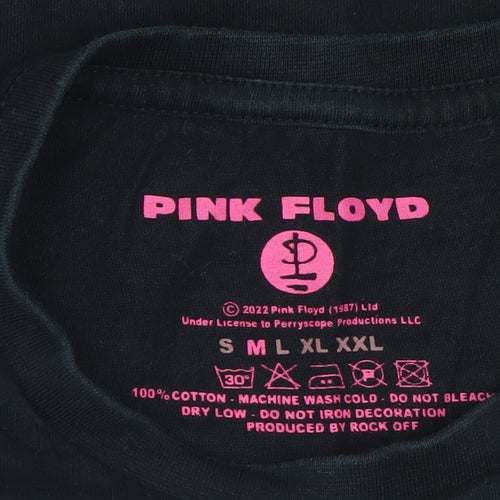 PINK FLOYD
© 2022 Pink Floyd (1987) Ltd
Under License to Perryscope Productions LLC
S M L XL XXL
30°
100% COTTON - MACHINE WASH COLD - DO NOT BLEACH
DRY LOW - DO NOT IRON DECORATION
PRODUCED BY ROCK OFF